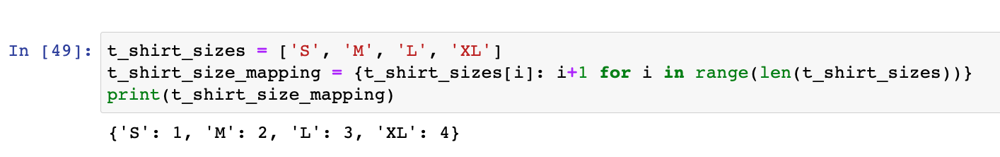 In [49]: t_shirt_sizes = ['S', 'M', 'L', 'XL']
t_shirt_size_mapping = {t_shirt_sizes[i]: i+1 for i in range(len(t_shirt_sizes))}
print(t_shirt_size_mapping)
{'S': 1, 'M': 2, 'L': 3, 'XL': 4}